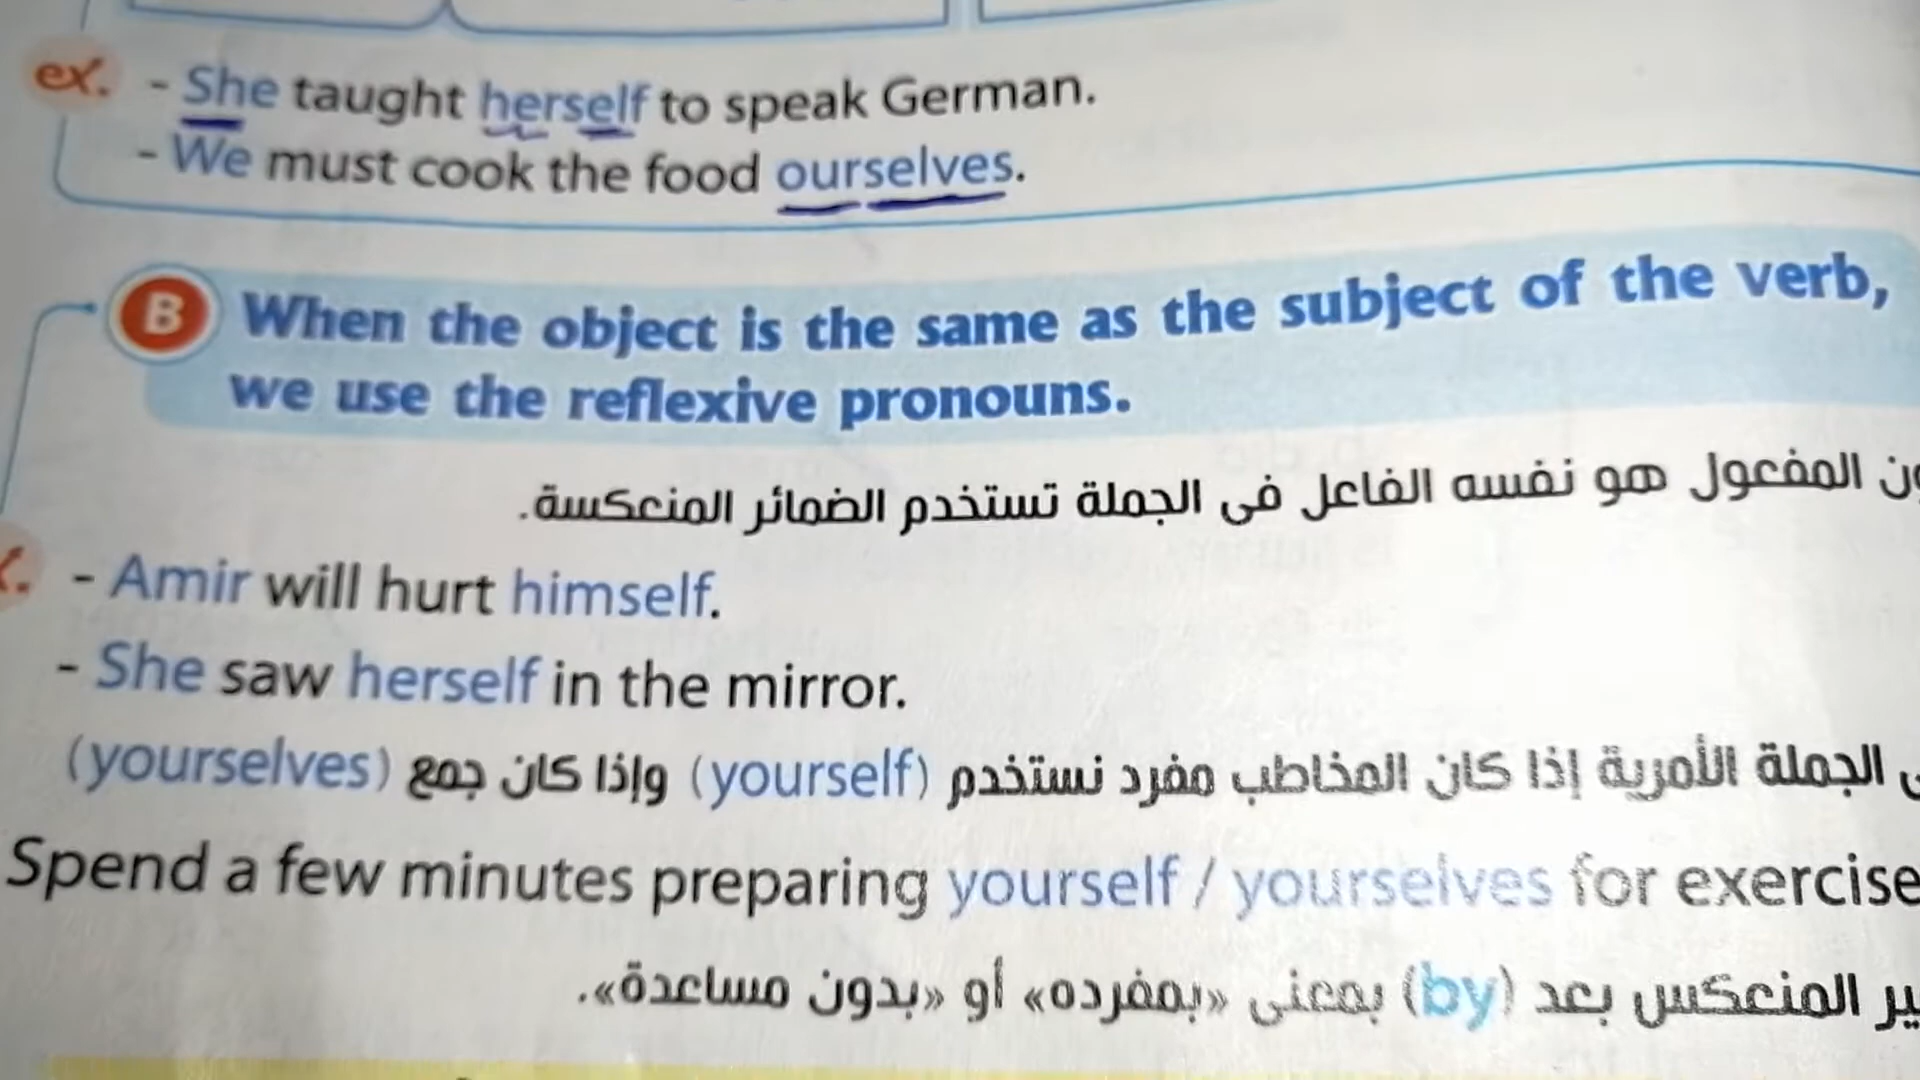 ex. - She taught herself to speak German.
- We must cook the food ourselves.
B When the object is the same as the subject of the verb,
we use the reflexive pronouns.
المفعول هو نفسه الفاعل فى الجملة تستخدم الضمائر المنعكسة.
- Amir will hurt himself.
- She saw herself in the mirror.
الجملة الأمرية إذا كان المخاطب مفرد نستخدم (yourself) وإذا كان جمع (yourselves)
Spend a few minutes preparing yourself / yourselves for exercise
المنعكس بعد (by) بمعنى «بمفرده» أو «بدون مساعدة».